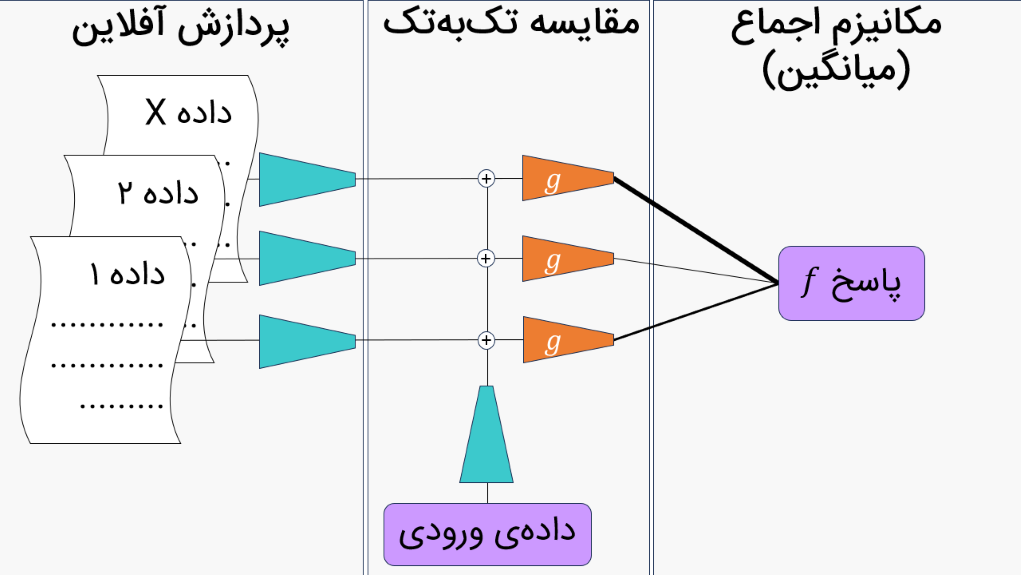 مکانیزم اجماع
(میانگین)
مقایسه تک‌به‌تک
پردازش آفلاین
داده X
..
داده ۲
.. ..
داده ۱
............
............
.........
g
g
g
پاسخ f
داده‌ی ورودی